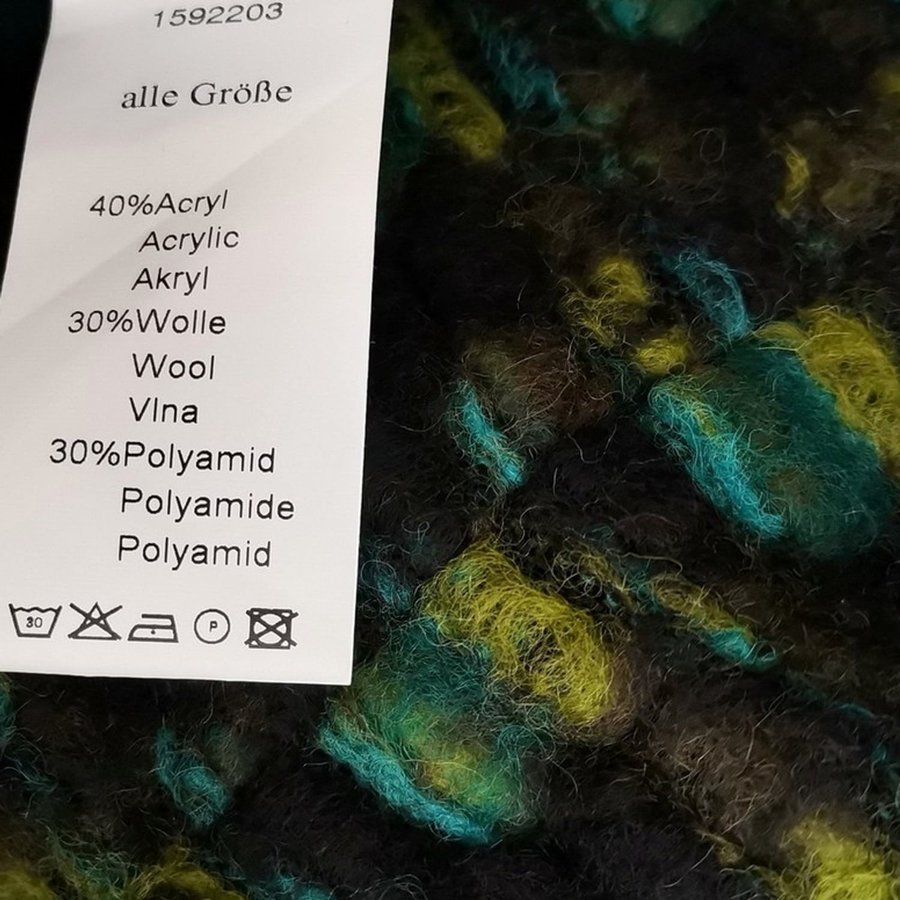 1592203
alle Größe
40%Acryl
Acrylic
Akryl
30%Wolle
Wool
Vlna
30%Polyamid
Polyamide
Polyamid
30 P